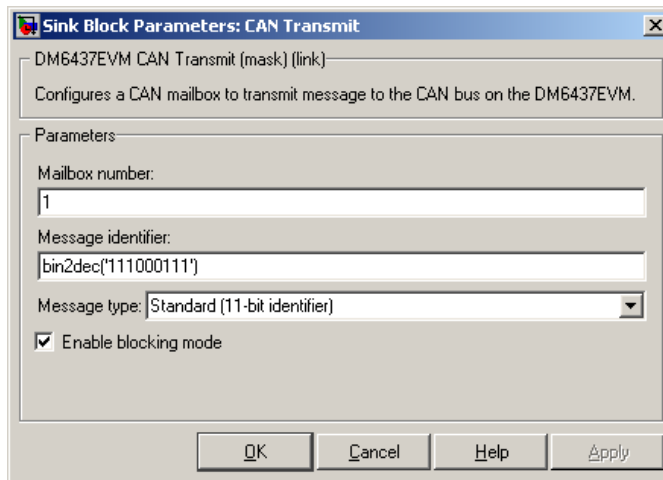 Sink Block Parameters: CAN Transmit
DM6437EVM CAN Transmit (mask) (link)
Configures a CAN mailbox to transmit message to the CAN bus on the DM6437EVM.
Parameters
Mailbox number:
1
Message identifier:
bin2dec('111000111')
Message type: Standard (11-bit identifier)
Enable blocking mode
OK Cancel Help Apply